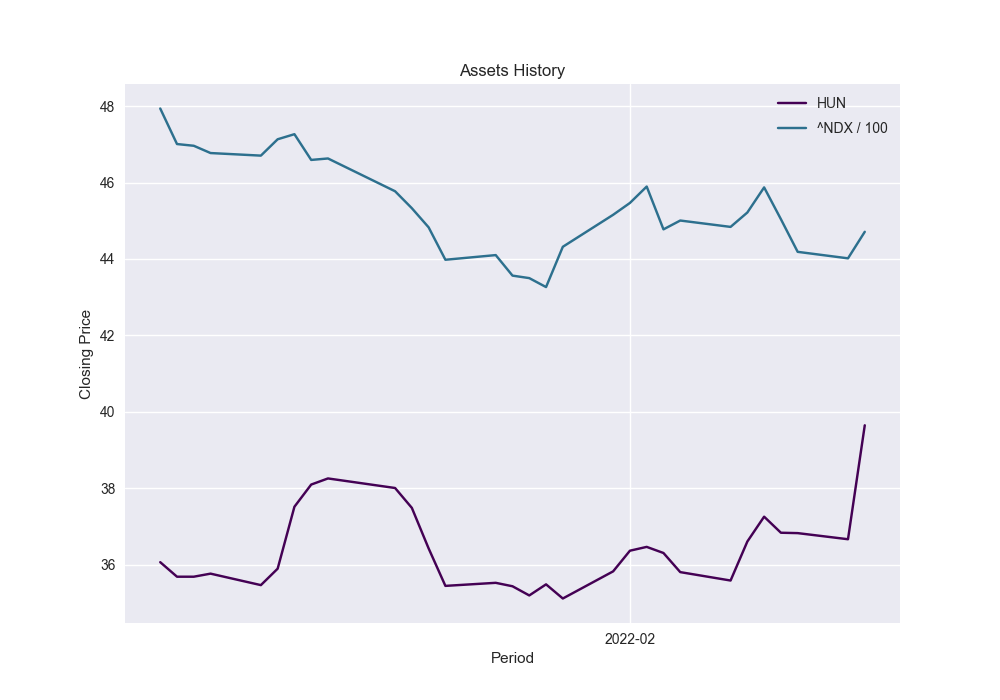 Assets History
HUN
^NDX / 100
48
46
44
42
40
38
36
Closing Price
2022-02
Period